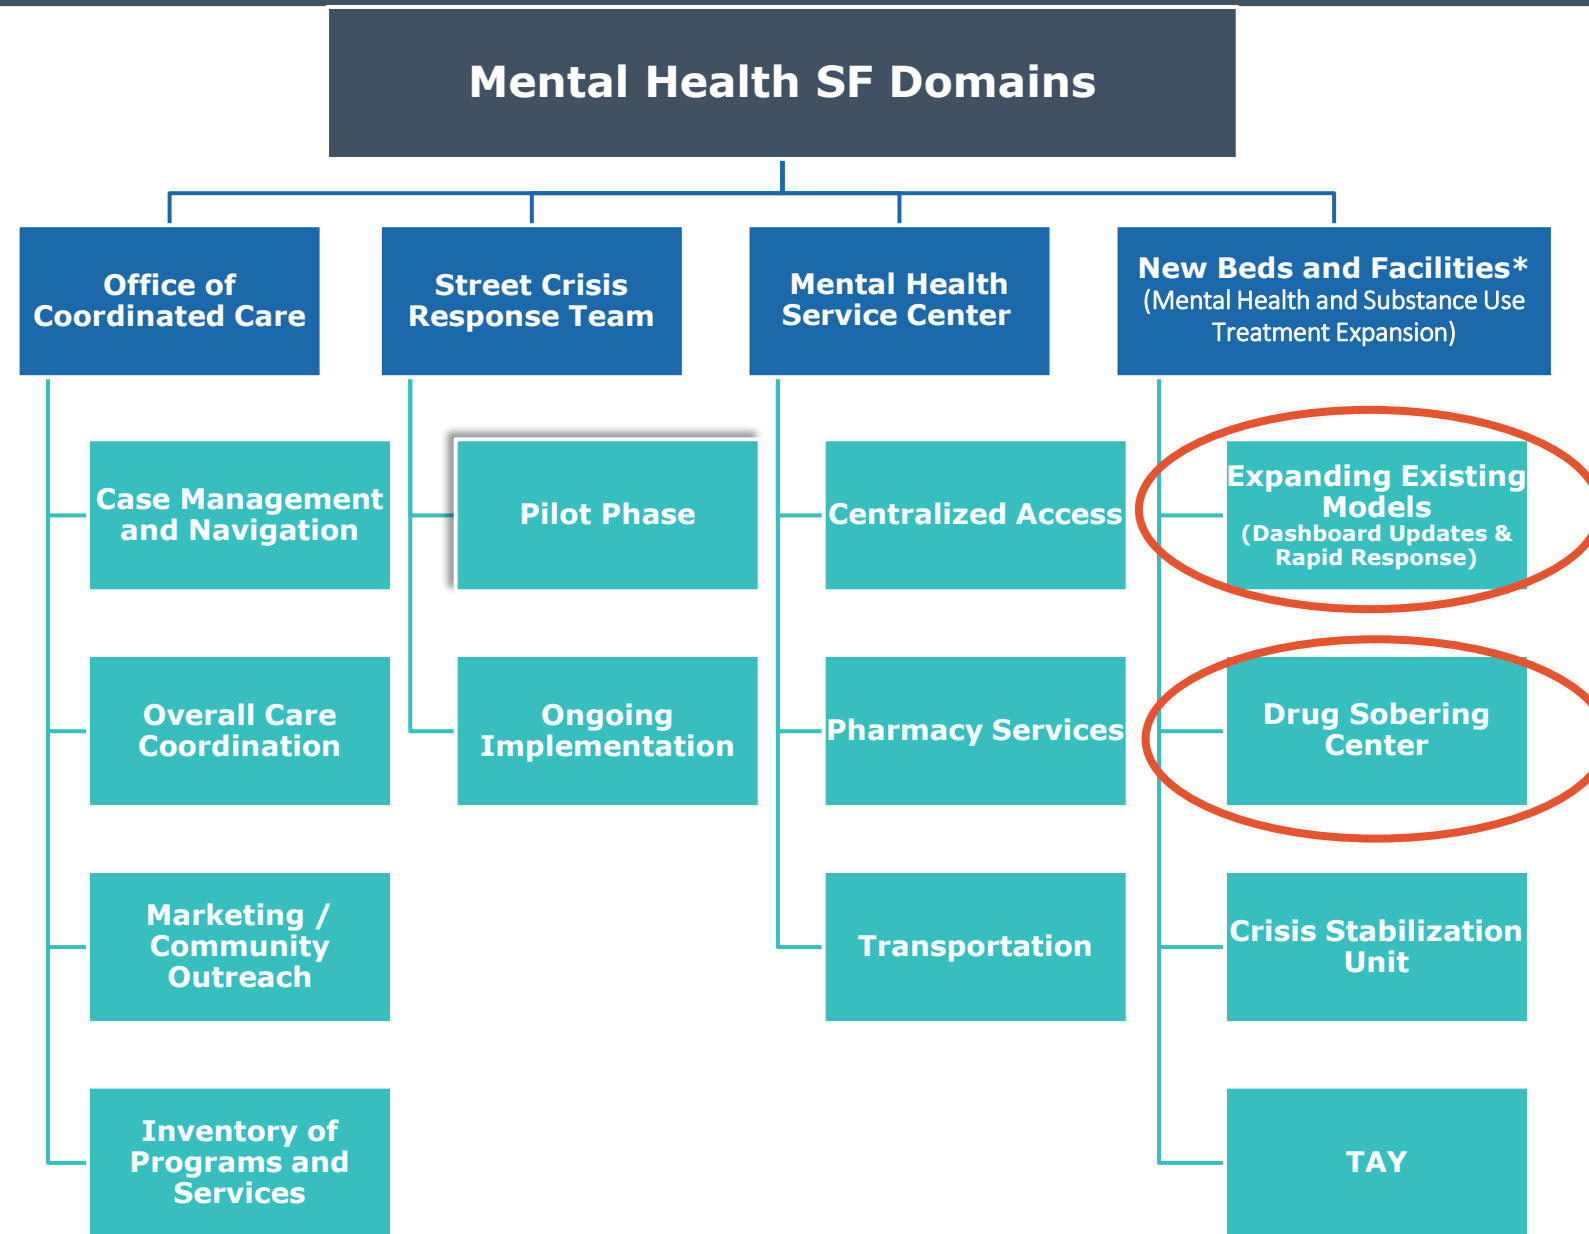 Mental Health SF Domains
Office of
Coordinated Care
Street Crisis
Response Team
Mental Health
Service Center
New Beds and Facilities*
(Mental Health and Substance Use
Treatment Expansion)
Case Management
and Navigation
Overall Care
Coordination
Marketing /
Community
Outreach
Inventory of
Programs and
Services
Pilot Phase
Ongoing
Implementation
Centralized Access
Pharmacy Services
Transportation
Expanding Existing
Models
(Dashboard Updates &
Rapid Response)
Drug Sobering
Center
Crisis Stabilization
Unit
TAY